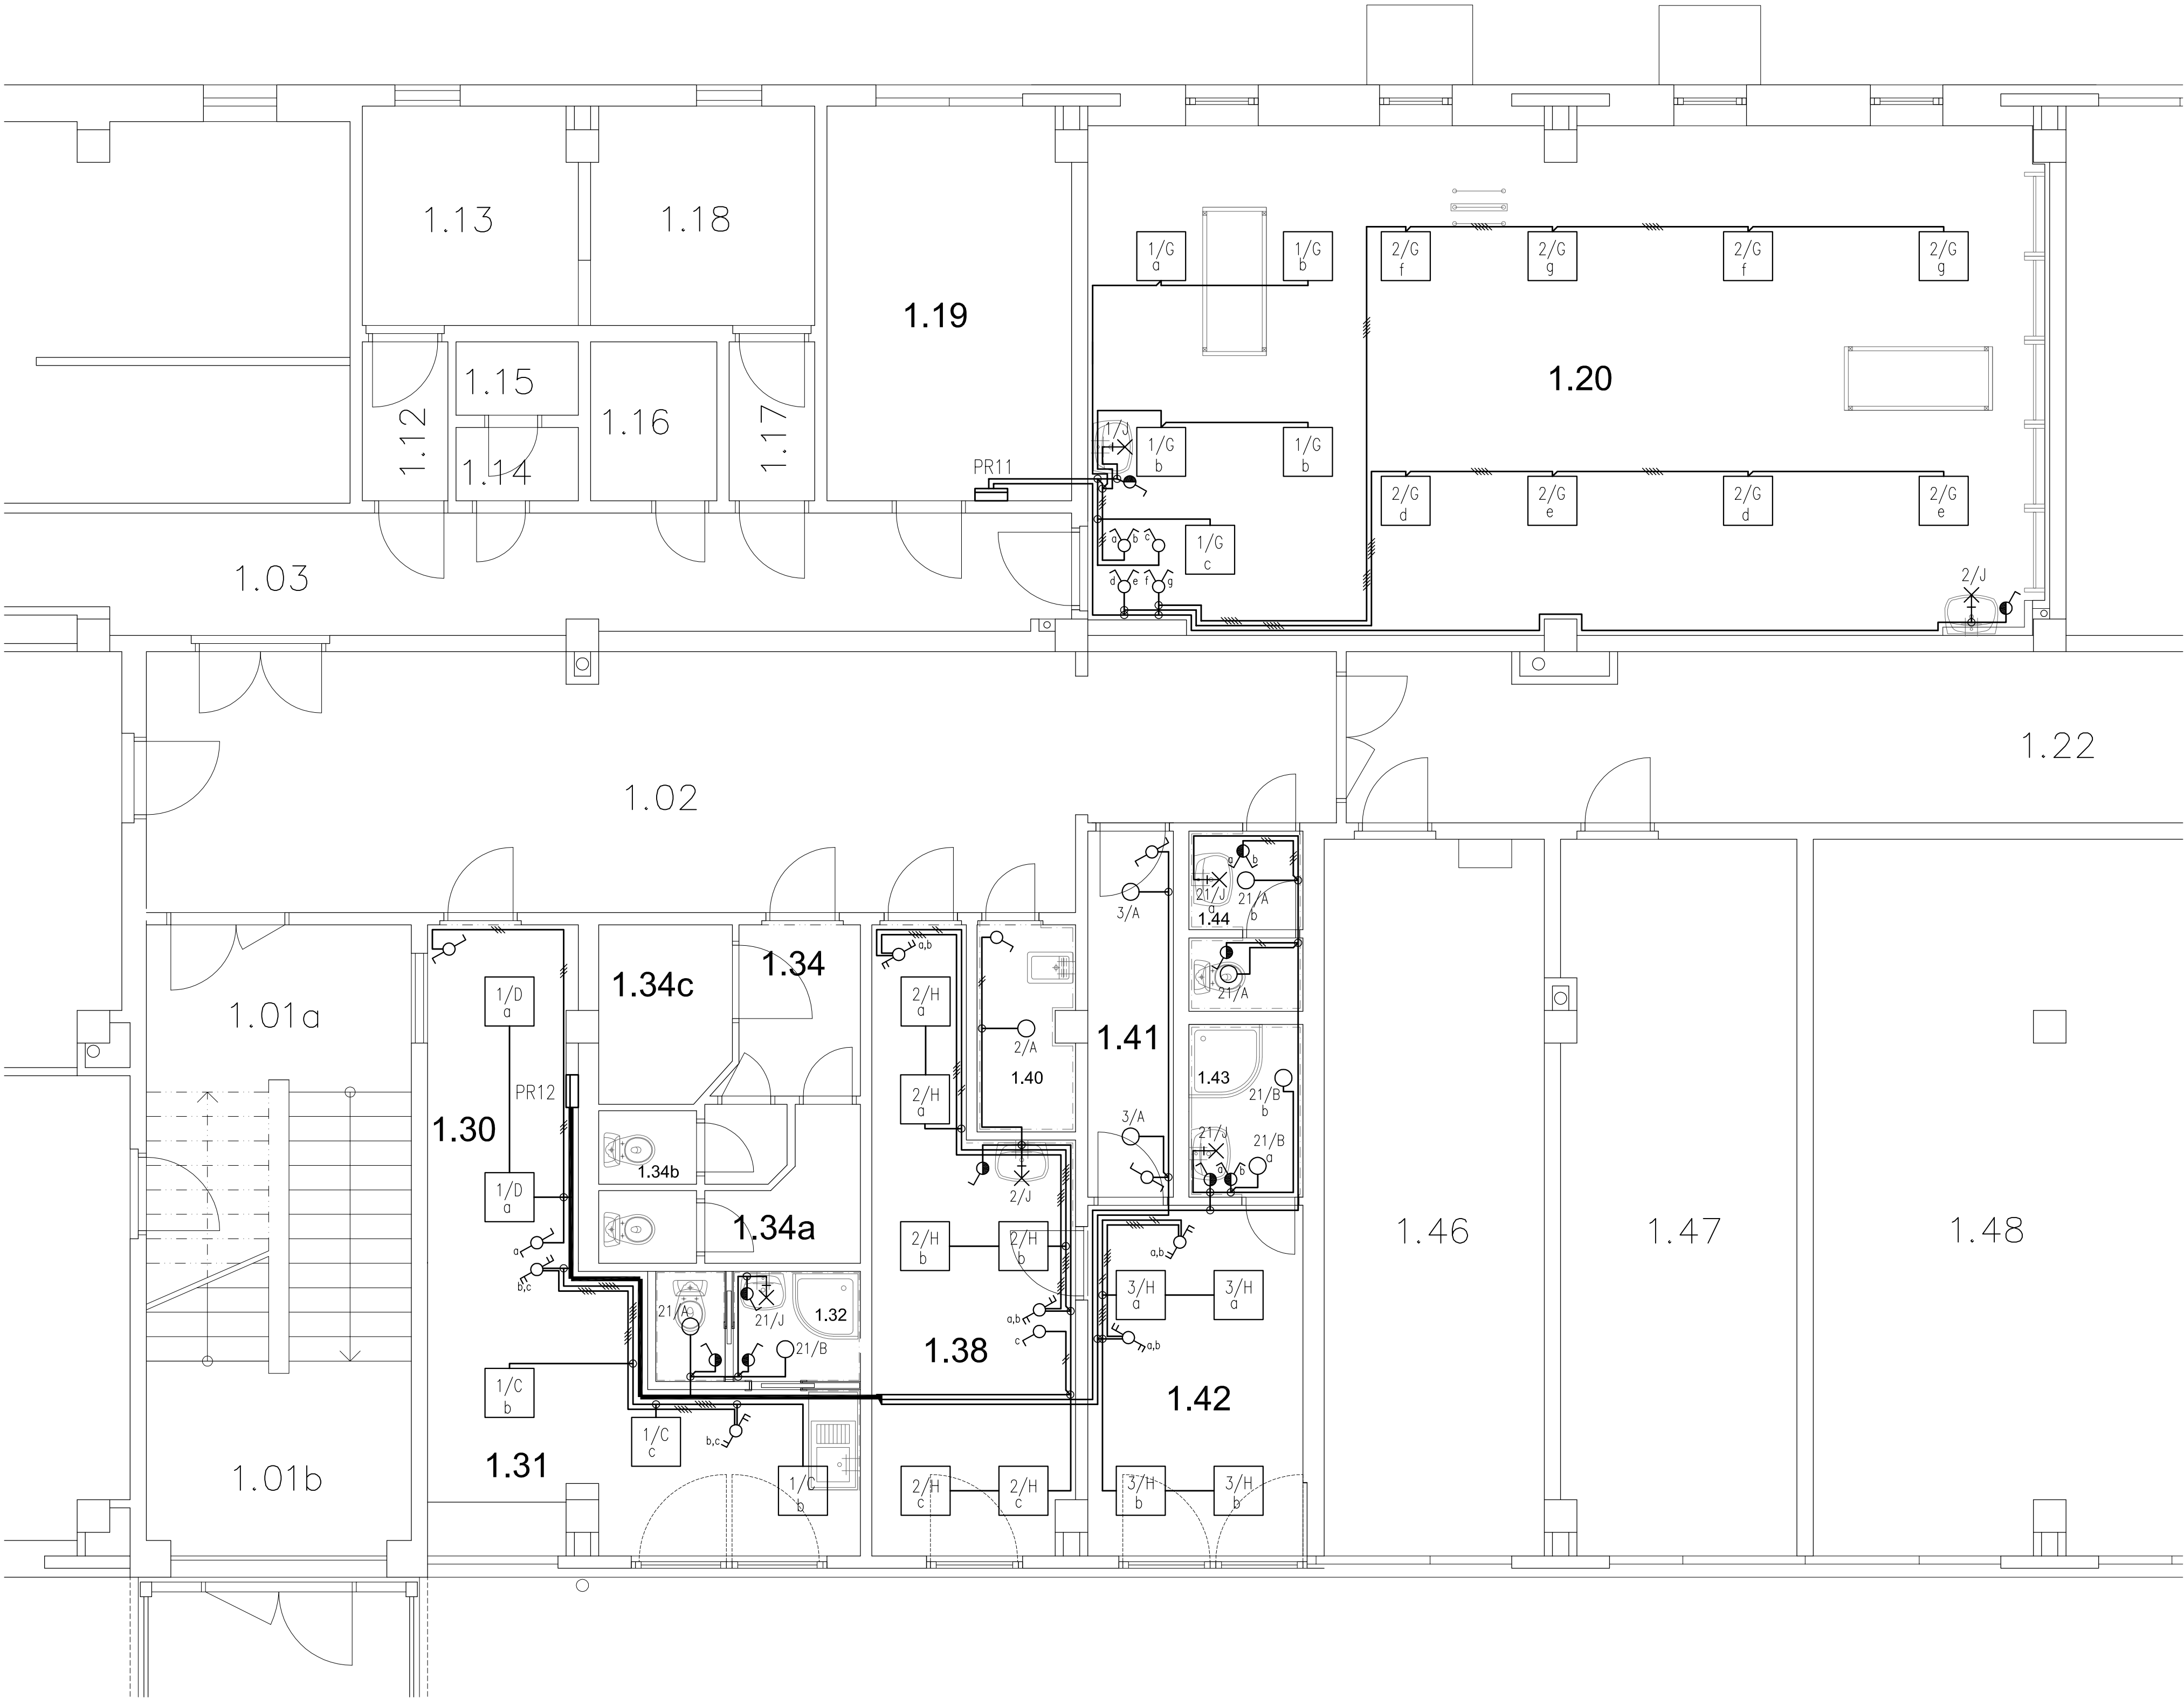 1.13
1.18
1.19
1.12
1.15
1.14
1.16
1.17
PR11
1/G
a
1/G
b
2/G
f
2/G
g
2/G
f
2/G
g
1.20
1/J
1/G
b
1/G
b
2/G
d
2/G
e
2/G
d
2/G
e
a b c
1/G
c
d e f g
2/J
1.03
1.02
1.22
1.01a
1.01b
1.30
1/D
a
PR12
1/D
a
a
b,c
1.34c
1.34
1.34b
1.34a
21/A
21/J
1.32
21/B
1/C
b
1/C
c
b,c
1/C
b
1.31
a,b
2/H
a
2/H
a
2/A
1.40
2/J
2/H
b
2/H
b
a,b
c
1.38
2/H
c
2/H
c
3/A
1.41
3/A
a b
21/J
a
21/A
b
1.44
21/A
1.43
21/B
b
21/J
21/B
a
a b
a,b
3/H
a
3/H
a
a,b
1.42
3/H
b
3/H
b
1.46
1.47
1.48